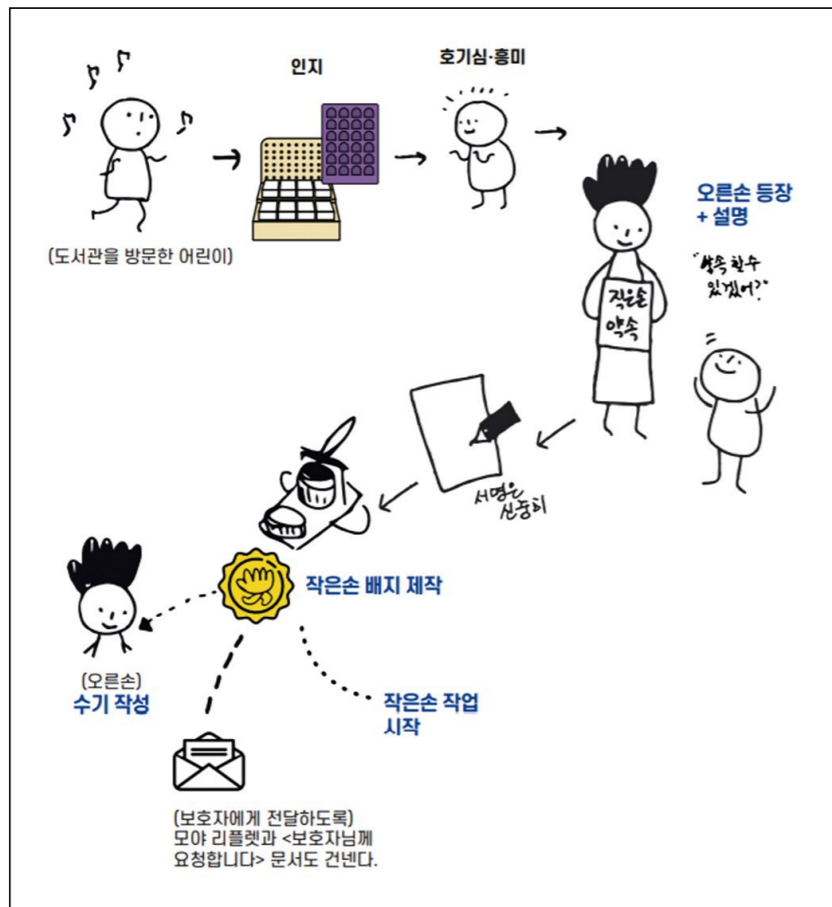 인지
호기심·흥미
(도서관을 방문한 어린이)
오른손 등장
+ 설명
"약속할 수
있겠어?"
작은손
약속
서명은
신중히
작은손 배지 제작
(오른손)
수기 작성
작은손 작업
시작
(보호자에게 전달하도록)
모야 리플렛과 <보호자님께
요청합니다> 문서도 건넨다.